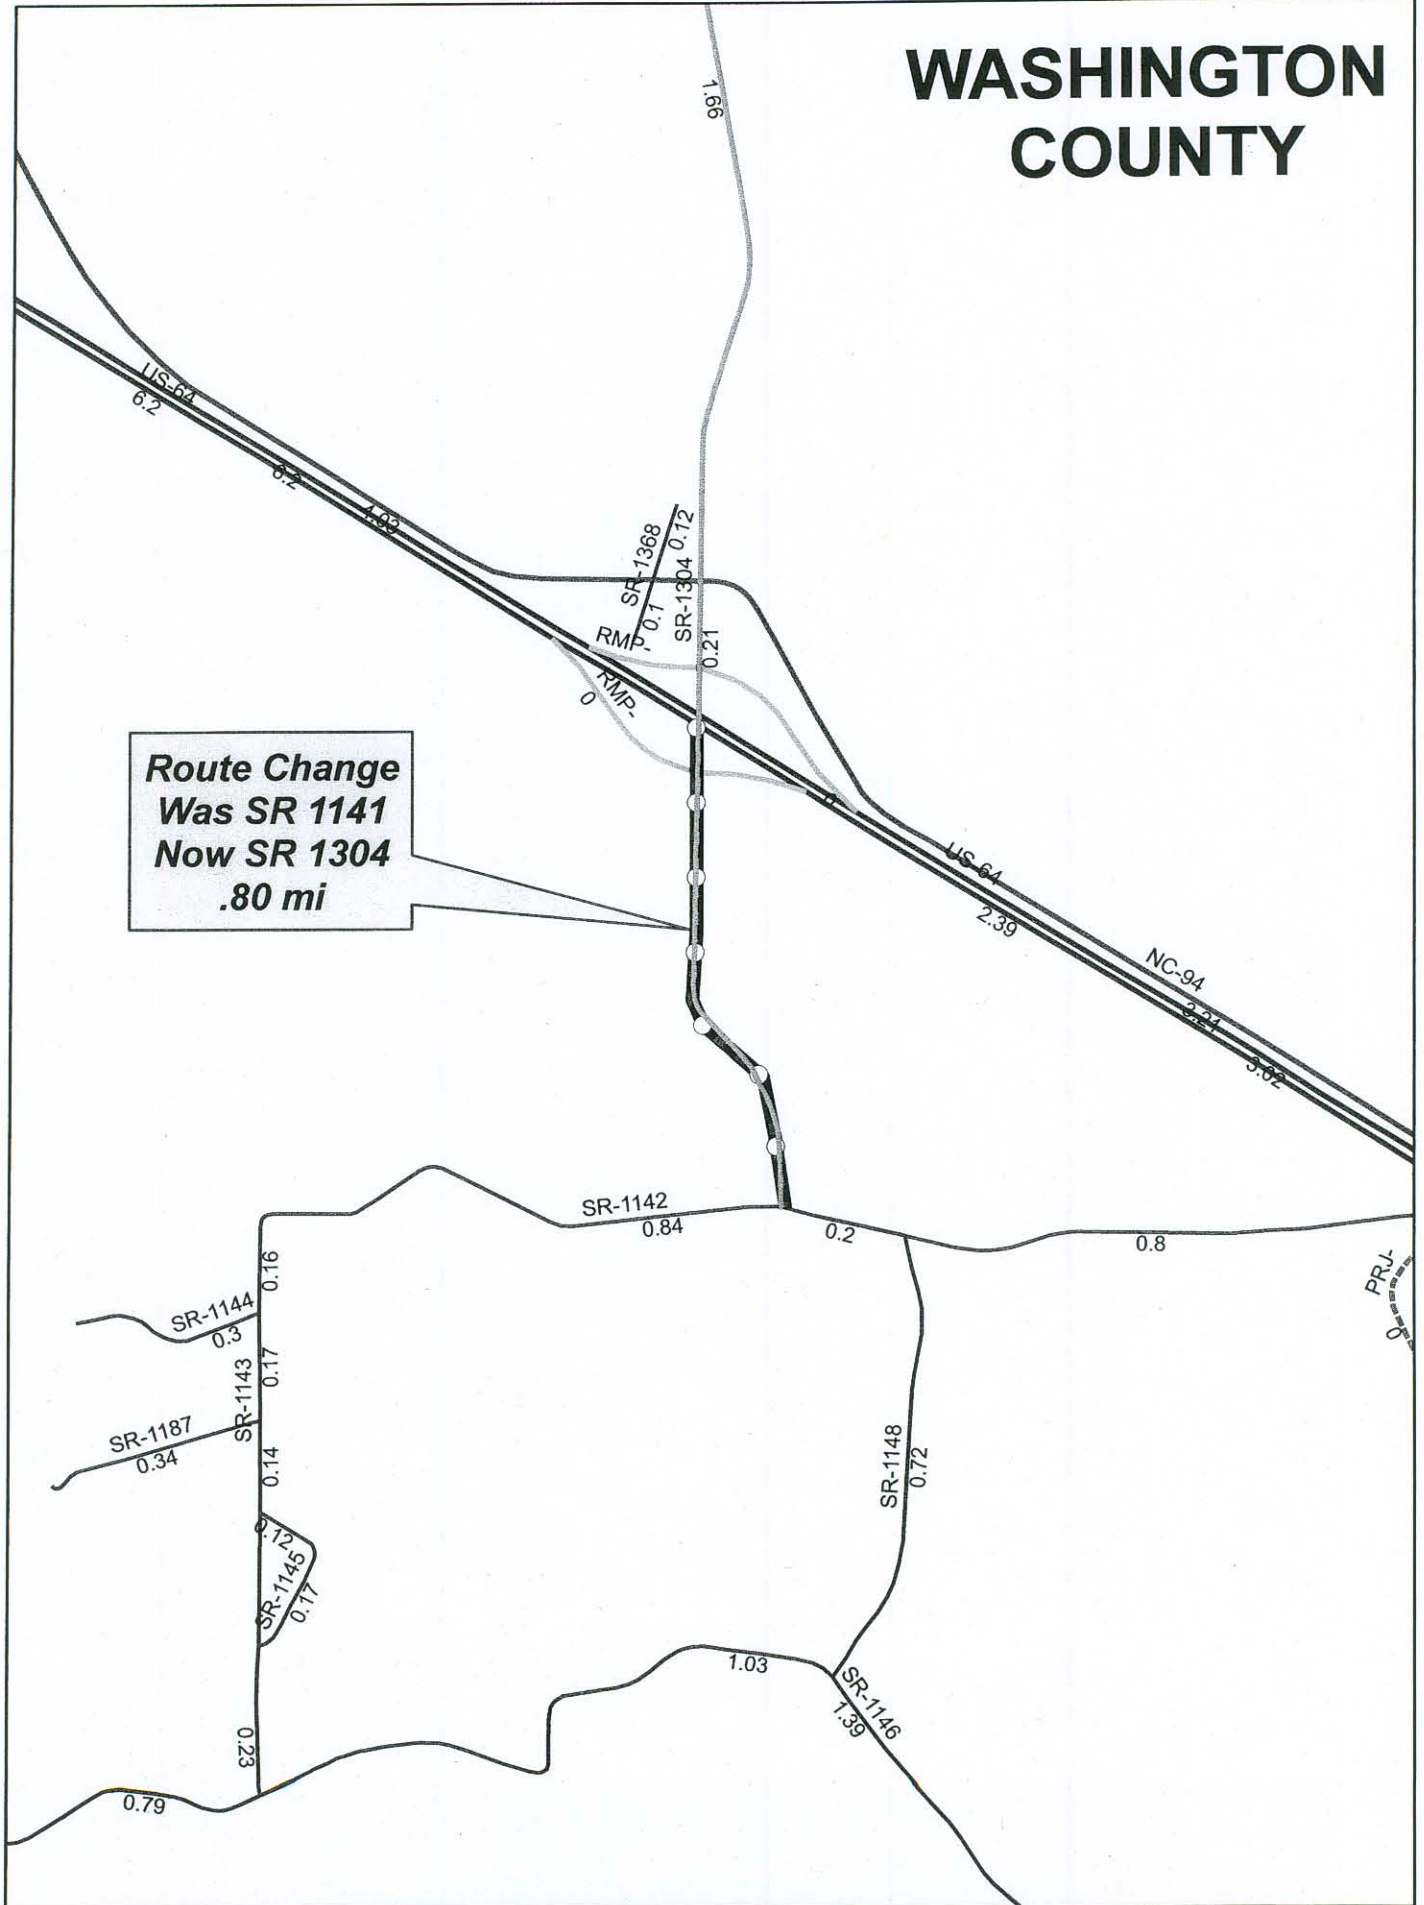 WASHINGTON
COUNTY
1.66
US-64
6.2
6.2
4.03
SR-1368
0.12
0.1
SR-1304
0.21
RMP-
RMP-
0
Route Change
Was SR 1141
Now SR 1304
.80 mi
0
US-64
2.39
NC-94
3.21
3.02
SR-1142
0.84
0.2
0.8
PRJ-
0
0.16
SR-1144
0.3
0.17
SR-1143
SR-1187
0.34
0.14
SR-1148
0.72
0.12
SR-1145
0.17
1.03
SR-1146
1.39
0.23
0.79